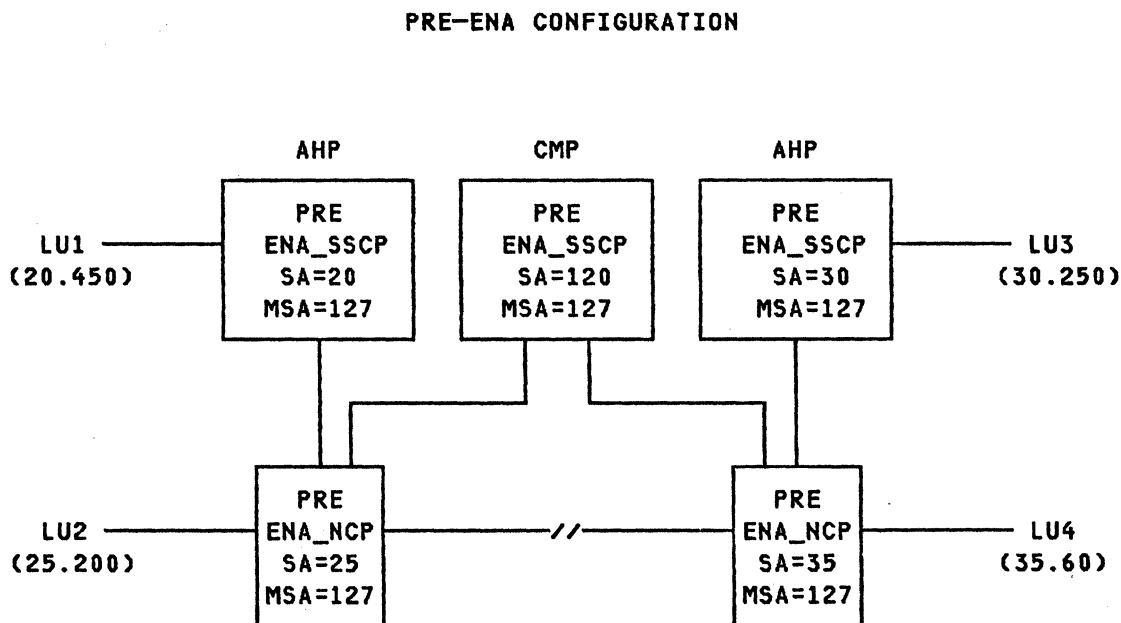 PRE-ENA CONFIGURATION
AHP
CMP
AHP
PRE
ENA_SSCP
SA=20
MSA=127
PRE
ENA_SSCP
SA=120
MSA=127
PRE
ENA_SSCP
SA=30
MSA=127
LU1
(20.450)
LU3
(30.250)
PRE
ENA_NCP
SA=25
MSA=127
PRE
ENA_NCP
SA=35
MSA=127
LU2
(25.200)
//
LU4
(35.60)